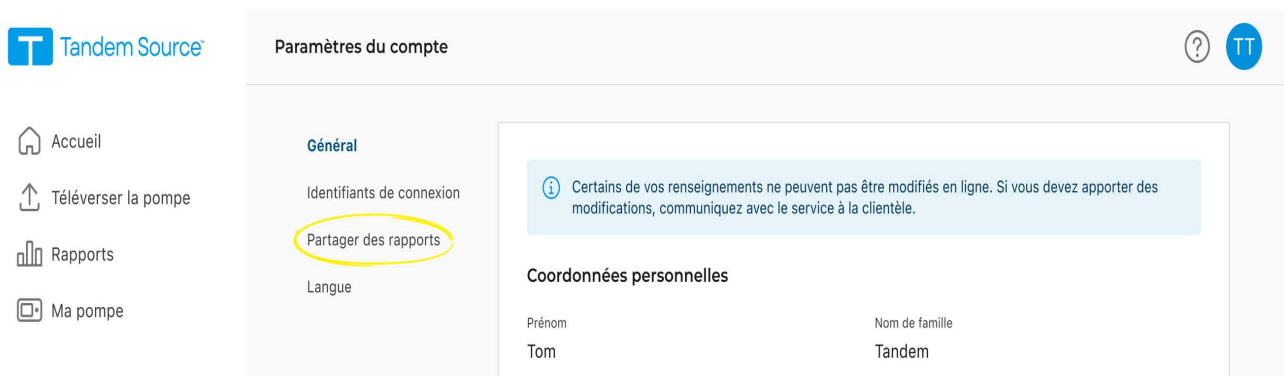 Tandem Source™
Paramètres du compte
?
TT
Accueil
Téléverser la pompe
Rapports
Ma pompe
Général
Identifiants de connexion
Partager des rapports
Langue
Certains de vos renseignements ne peuvent pas être modifiés en ligne. Si vous devez apporter des
modifications, communiquez avec le service à la clientèle.
Coordonnées personnelles
Prénom
Nom de famille
Tom
Tandem